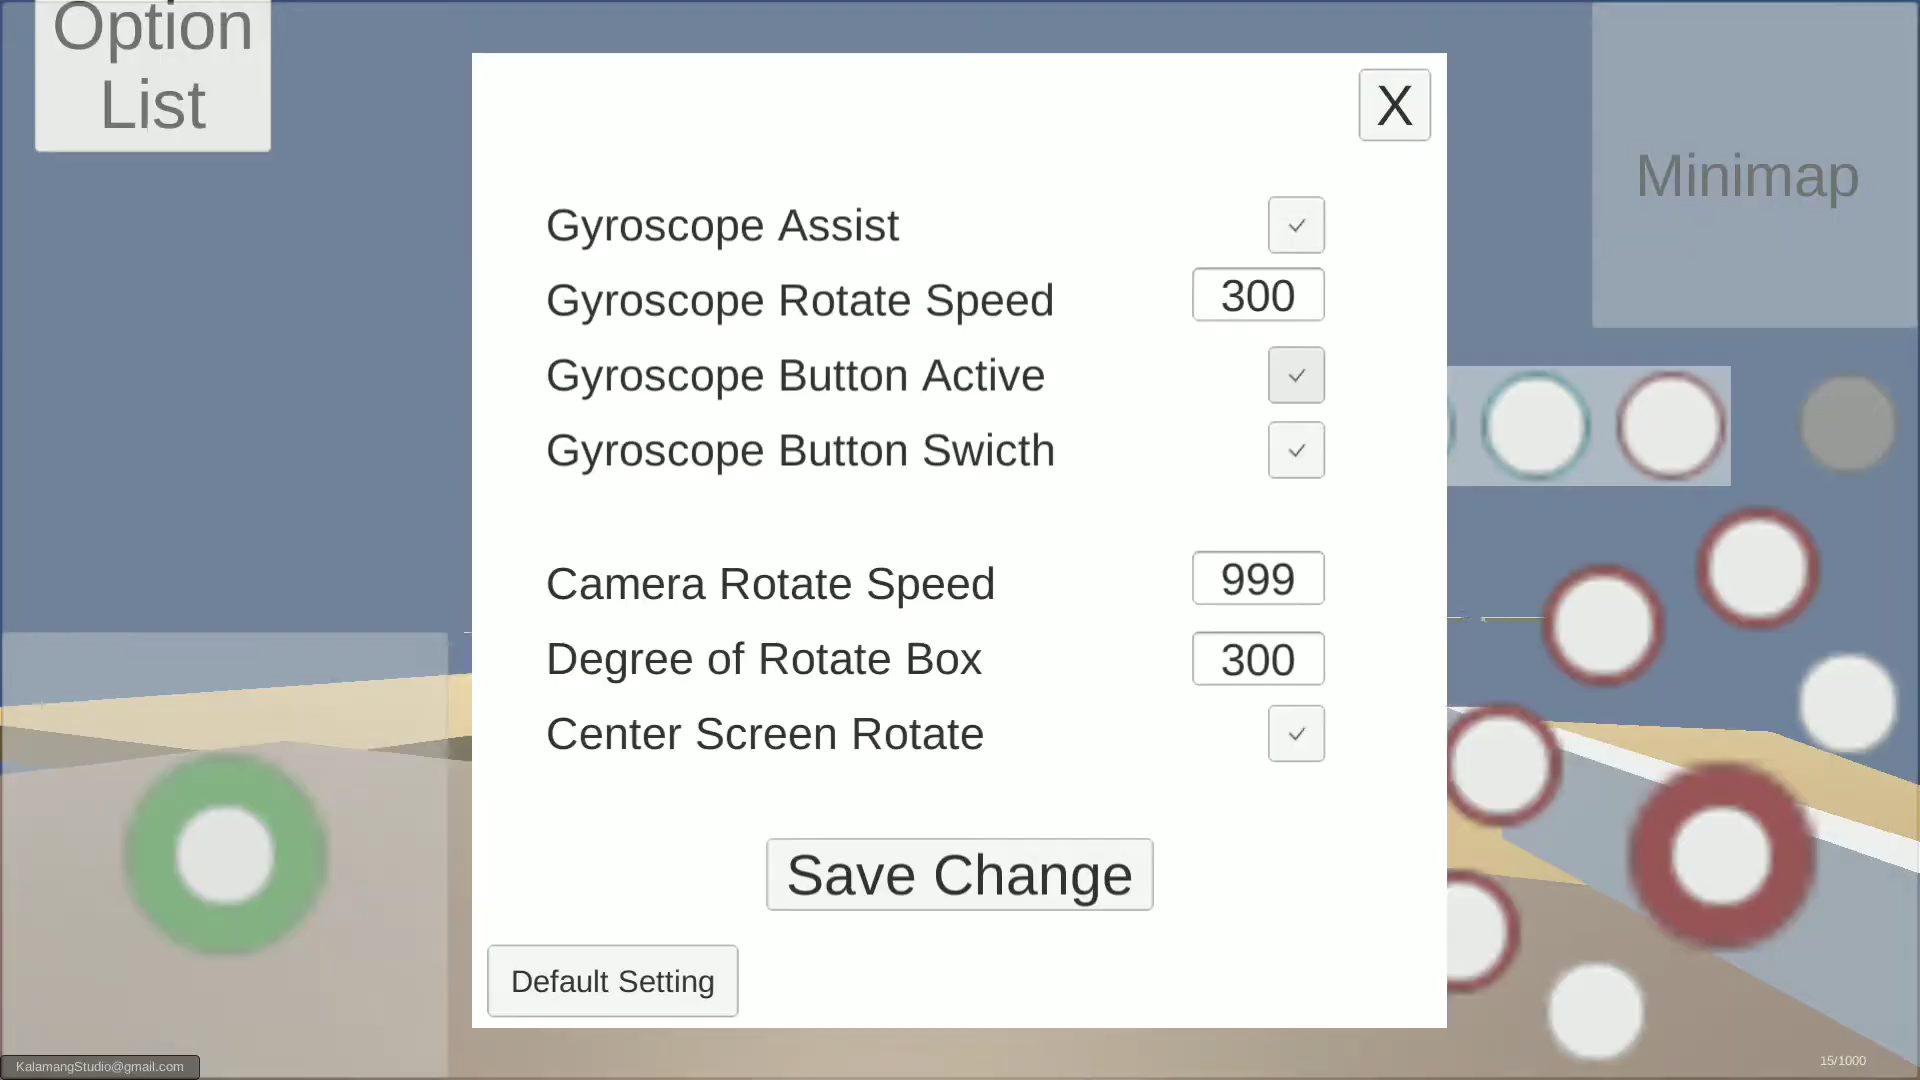 Option
List
X
Minimap
Gyroscope Assist
Gyroscope Rotate Speed 300
Gyroscope Button Active
Gyroscope Button Swicth
Camera Rotate Speed 999
Degree of Rotate Box 300
Center Screen Rotate
Save Change
Default Setting
KalamangStudio@gmail.com
15/1000